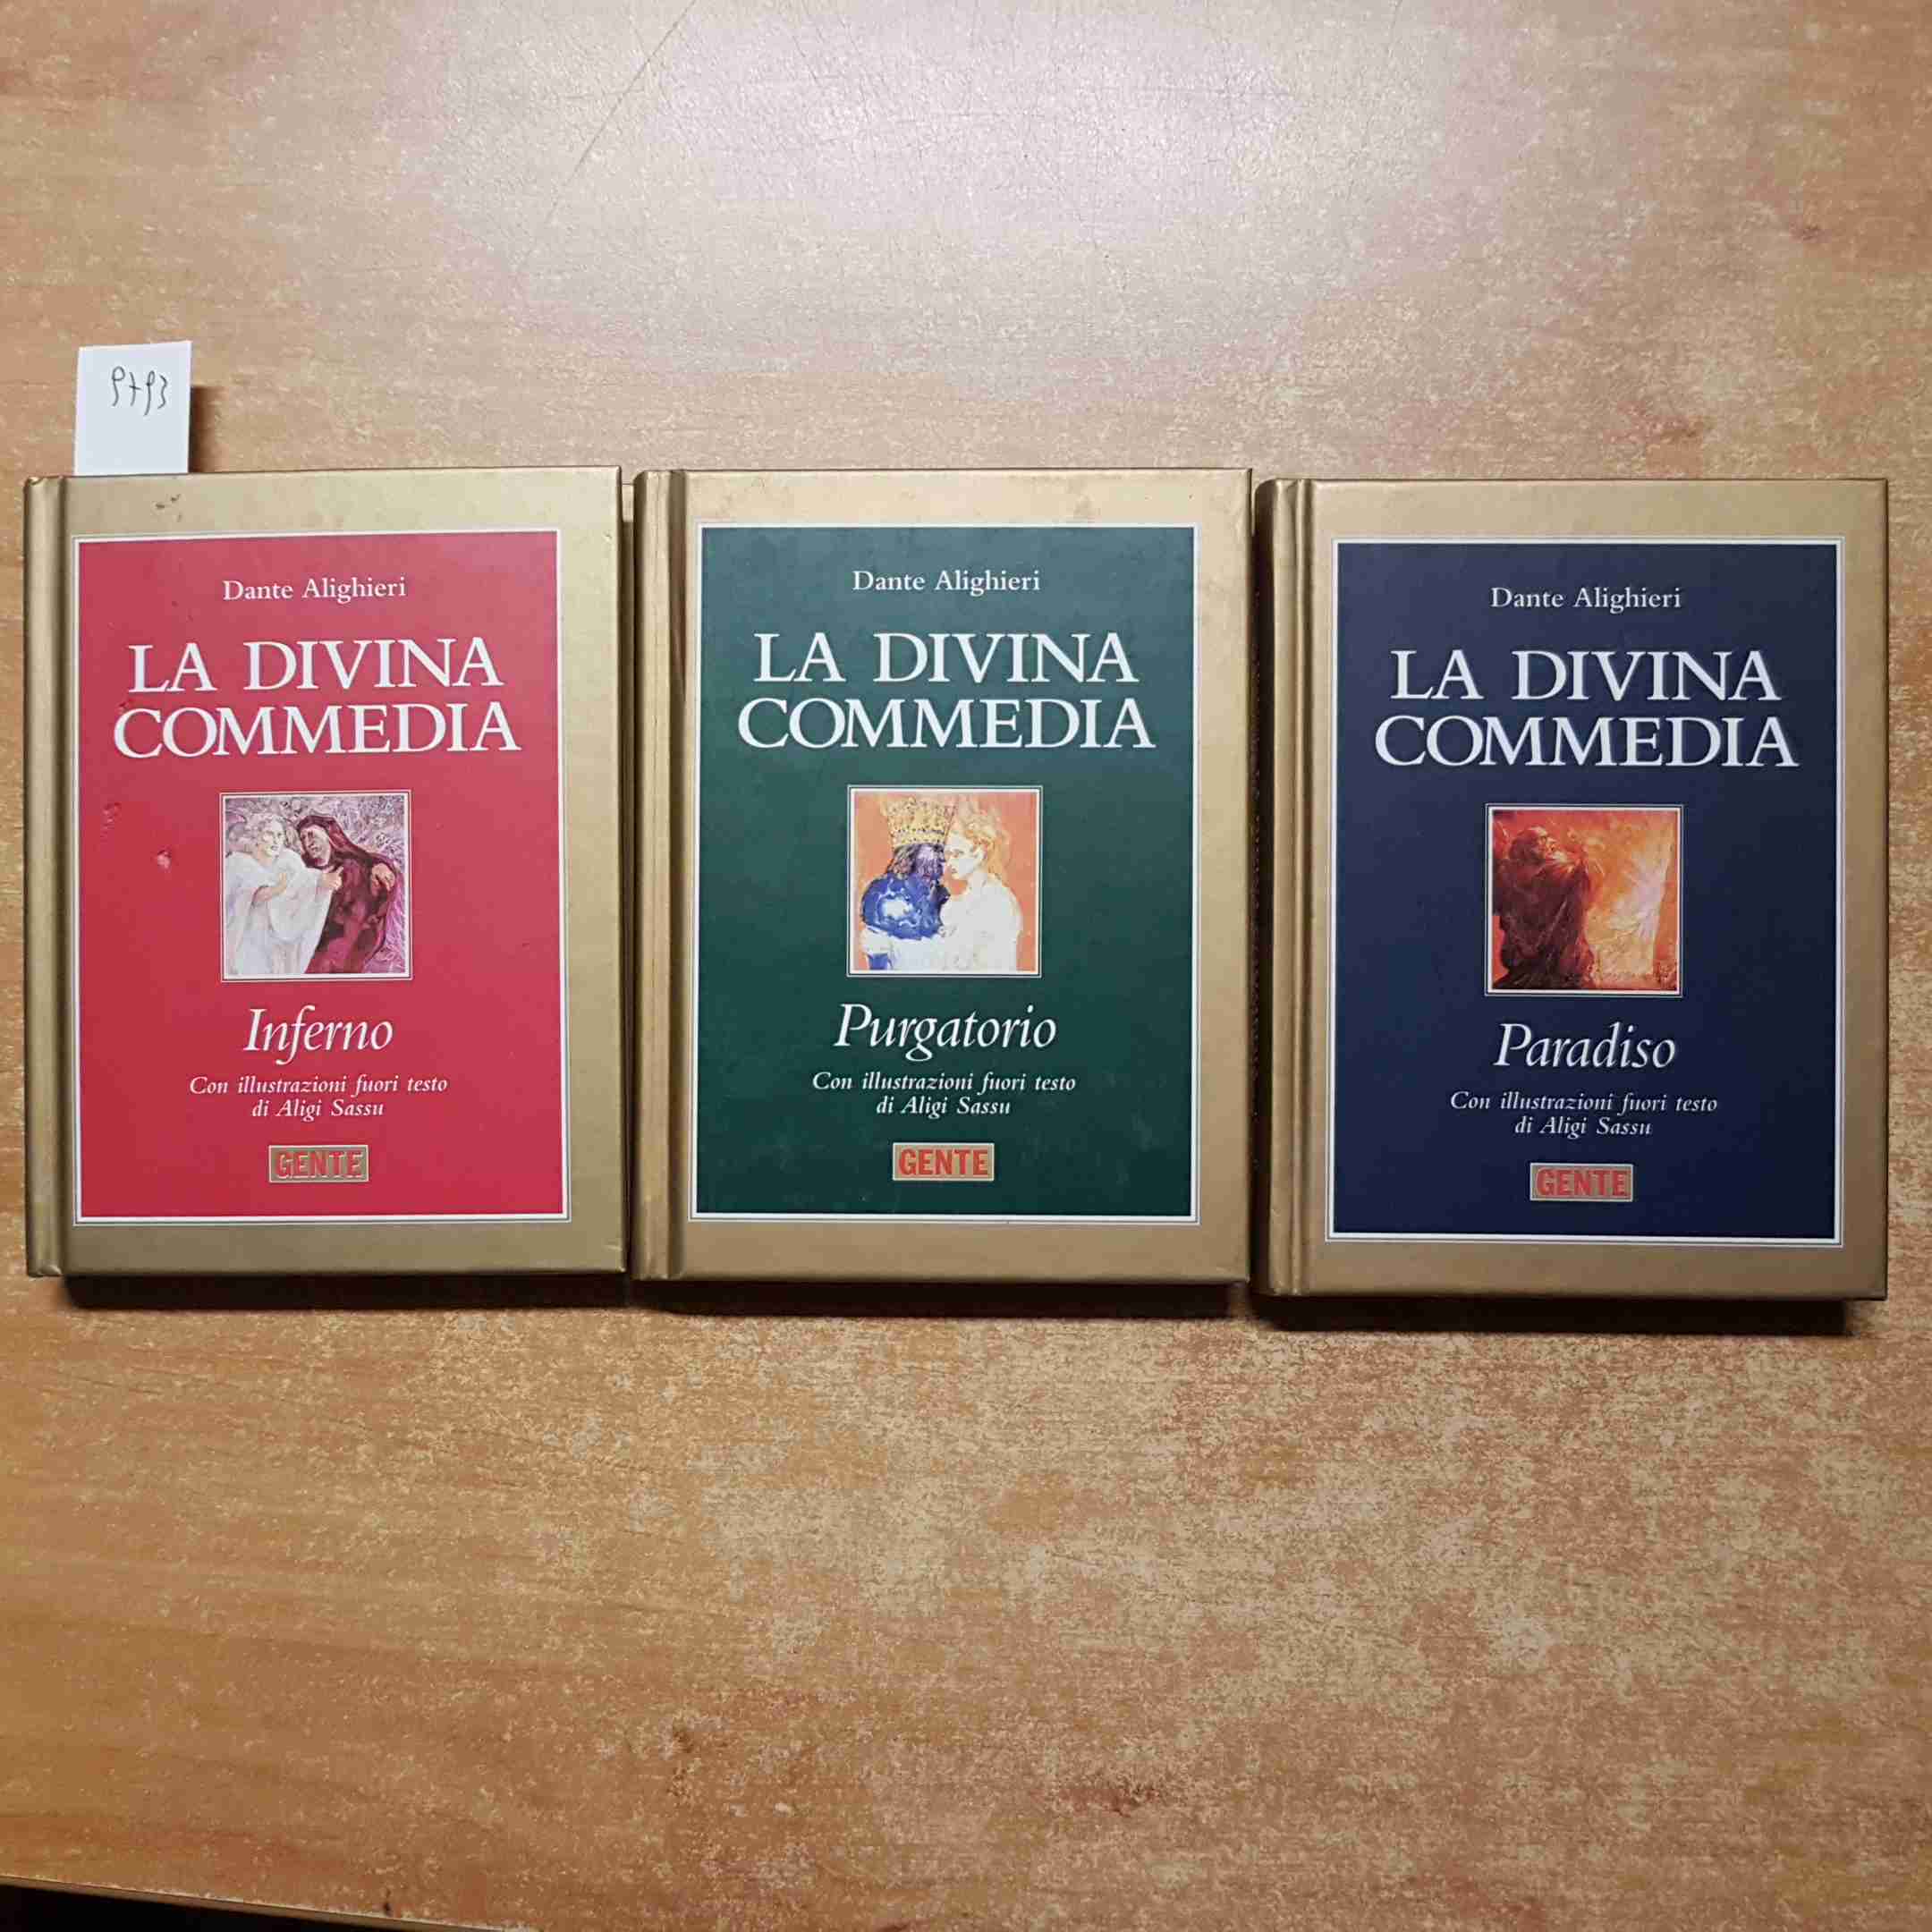 9793
Dante Alighieri
LA DIVINA
COMMEDIA
Inferno
Con illustrazioni fuori testo
di Aligi Sassu
GENTE
Dante Alighieri
LA DIVINA
COMMEDIA
Purgatorio
Con illustrazioni fuori testo
di Aligi Sassu
GENTE
Dante Alighieri
LA DIVINA
COMMEDIA
Paradiso
Con illustrazioni fuori testo
di Aligi Sassu
GENTE